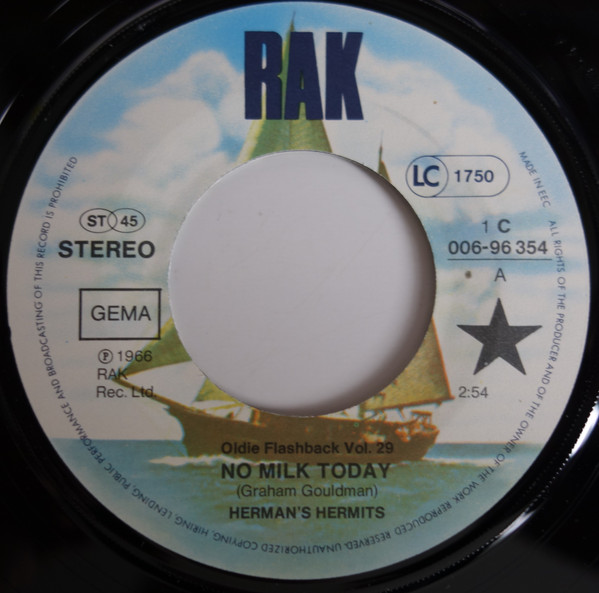 RAK
LC 1750
ST 45
STEREO
1 C
006-96 354
A
GEMA
℗ 1966
RAK
Rec. Ltd.
2:54
Oldie Flashback Vol. 29
NO MILK TODAY
(Graham Gouldman)
HERMAN'S HERMITS
MADE IN EEC ALL RIGHTS OF THE PRODUCER AND OF THE OWNER OF THE WORK REPRODUCED RESERVED. UNAUTHORIZED COPYING, HIRING, LENDING, PUBLIC PERFORMANCE AND BROADCASTING OF THIS RECORD IS PROHIBITED